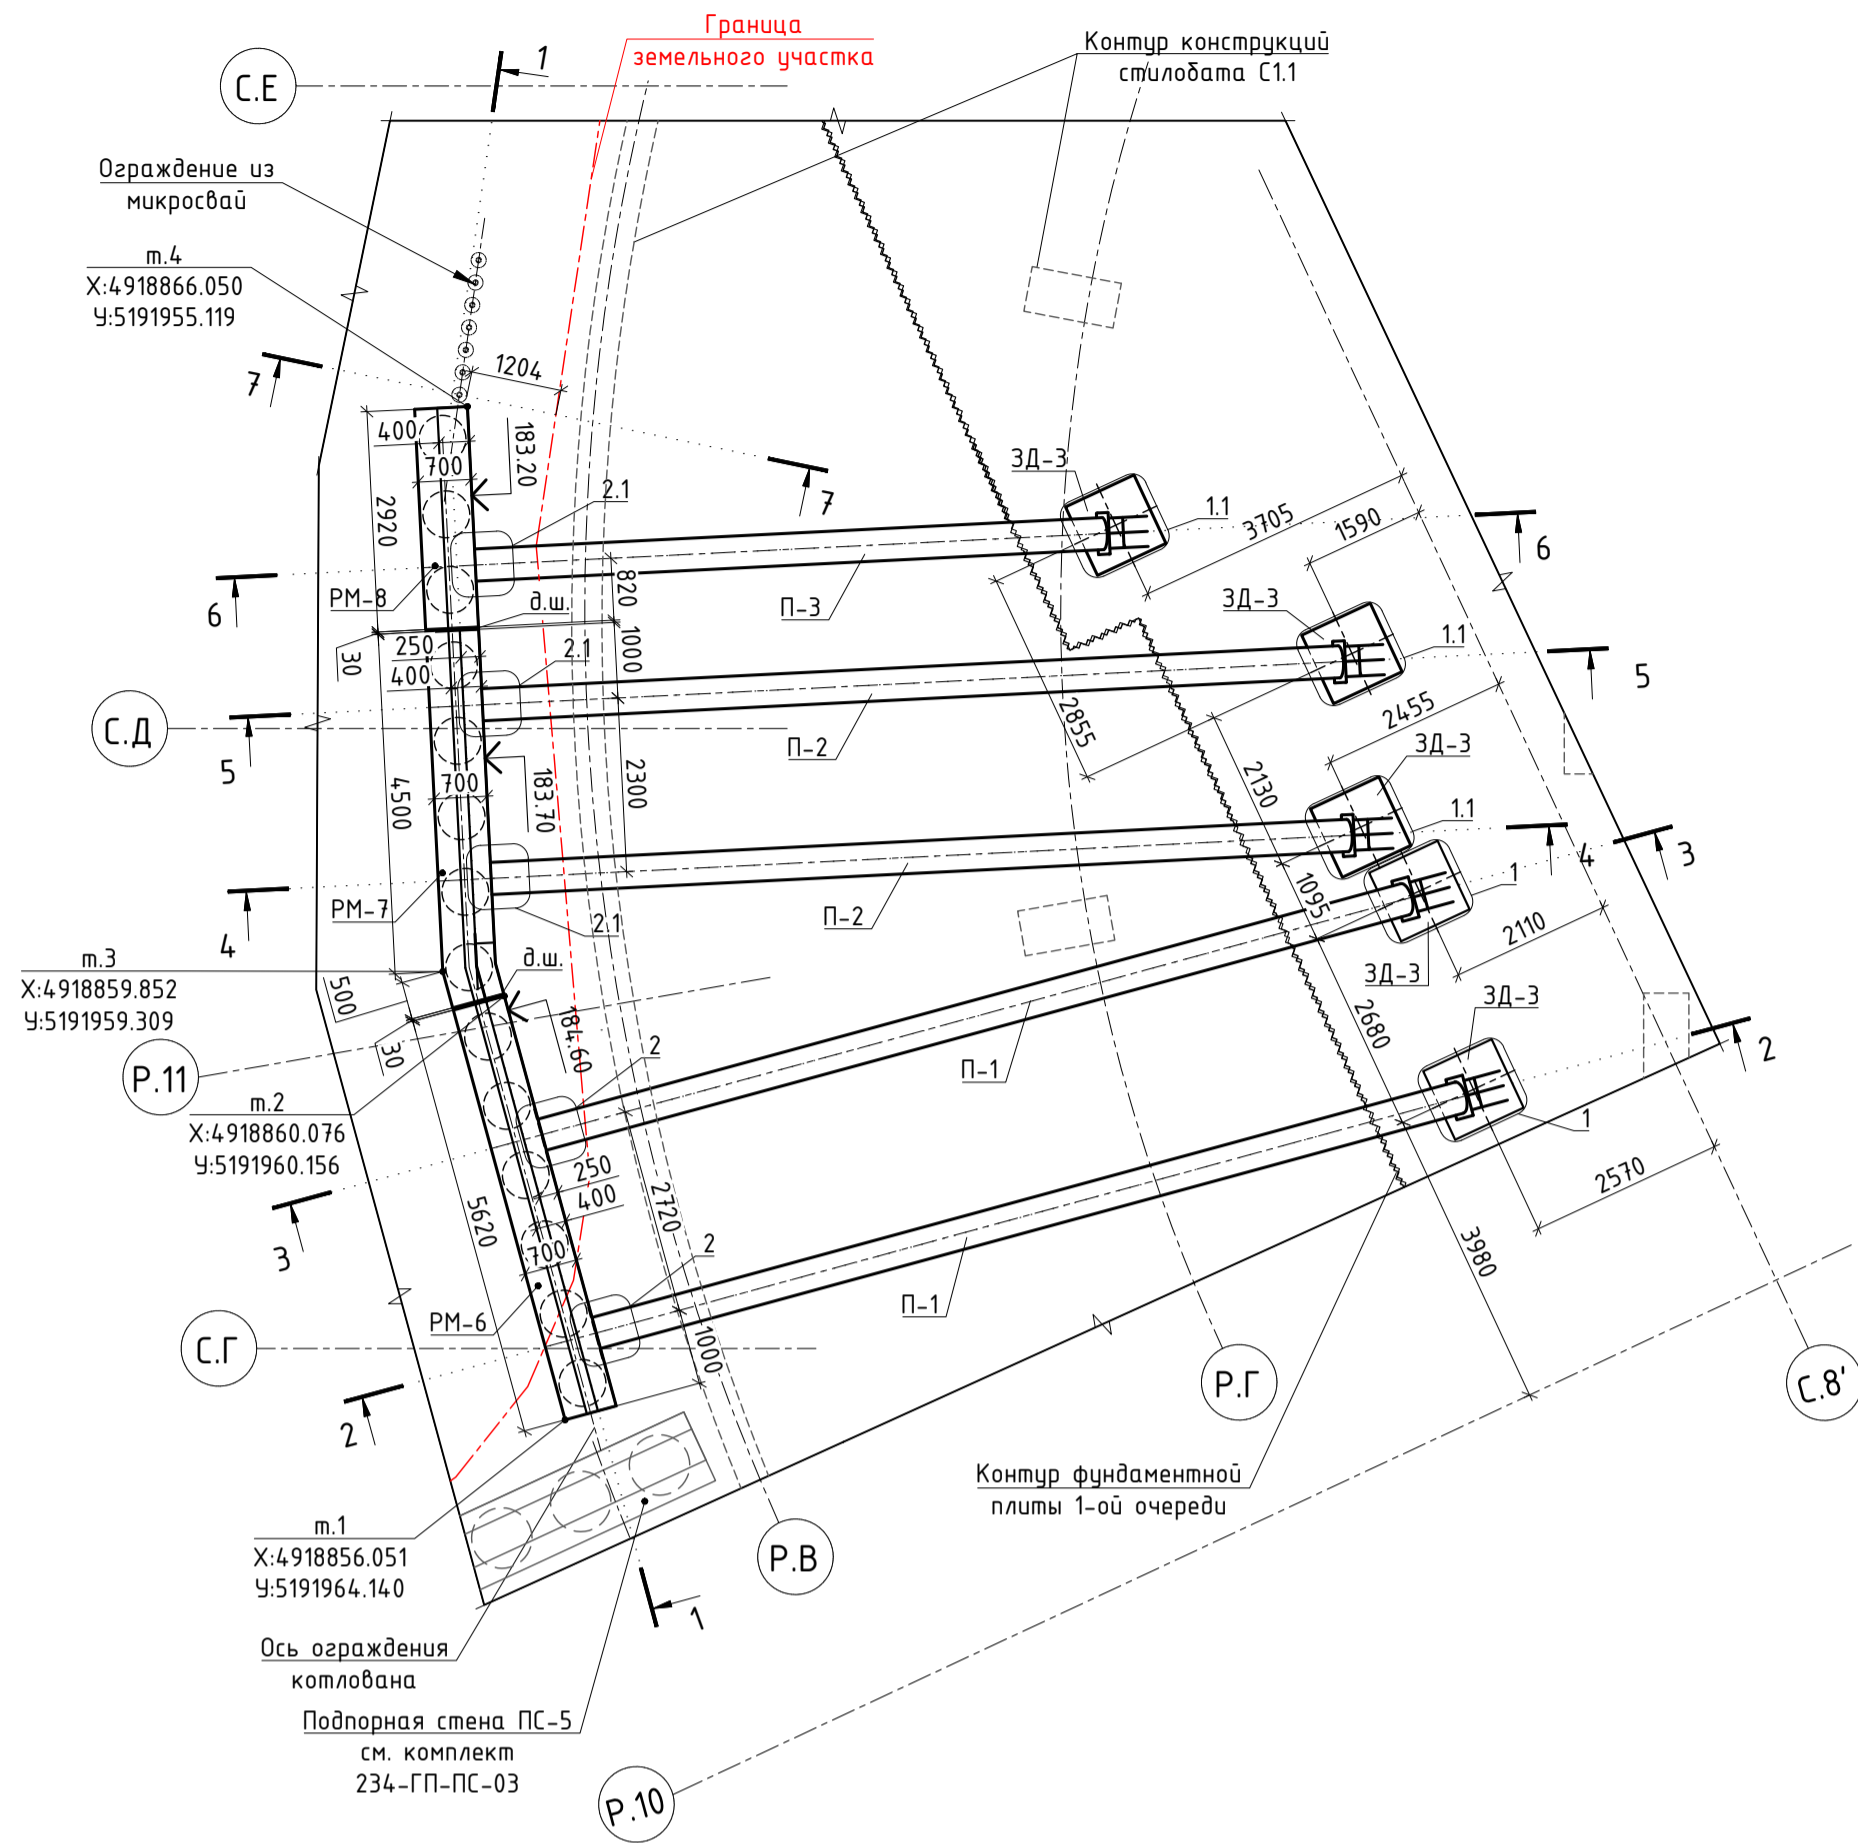 Граница
земельного участка
Контур конструкций
стилобата С1.1
1
С.Е
Ограждение из
микросвай
т.4
Х:4918866.050
У:5191955.119
7
1204
400
183.20
700
2920
2.1
7
ЗД-3
1.1
3705
1590
6
6
РМ-8
д.ш.
820
П-3
ЗД-3
1.1
30
250
2.1
1000
400
5
С.Д
5
2855
2455
П-2
ЗД-3
700
183.70
2300
2130
4500
1.1
4
3
РМ-7
2.1
П-2
1
4
1095
2110
т.3
Х:4918859.852
У:5191959.309
д.ш.
500
ЗД-3
ЗД-3
Р.11
30
184.60
2
2680
2
П-1
т.2
Х:4918860.076
У:5191960.156
1
250
2570
400
3
5620
2720
700
2
3980
РМ-6
П-1
С.Г
1000
Р.Г
С.8'
2
Контур фундаментной
плиты 1-ой очереди
т.1
Х:4918856.051
У:5191964.140
Р.В
1
Ось ограждения
котлована
Подпорная стена ПС-5
см. комплект
234-ГП-ПС-03
Р.10